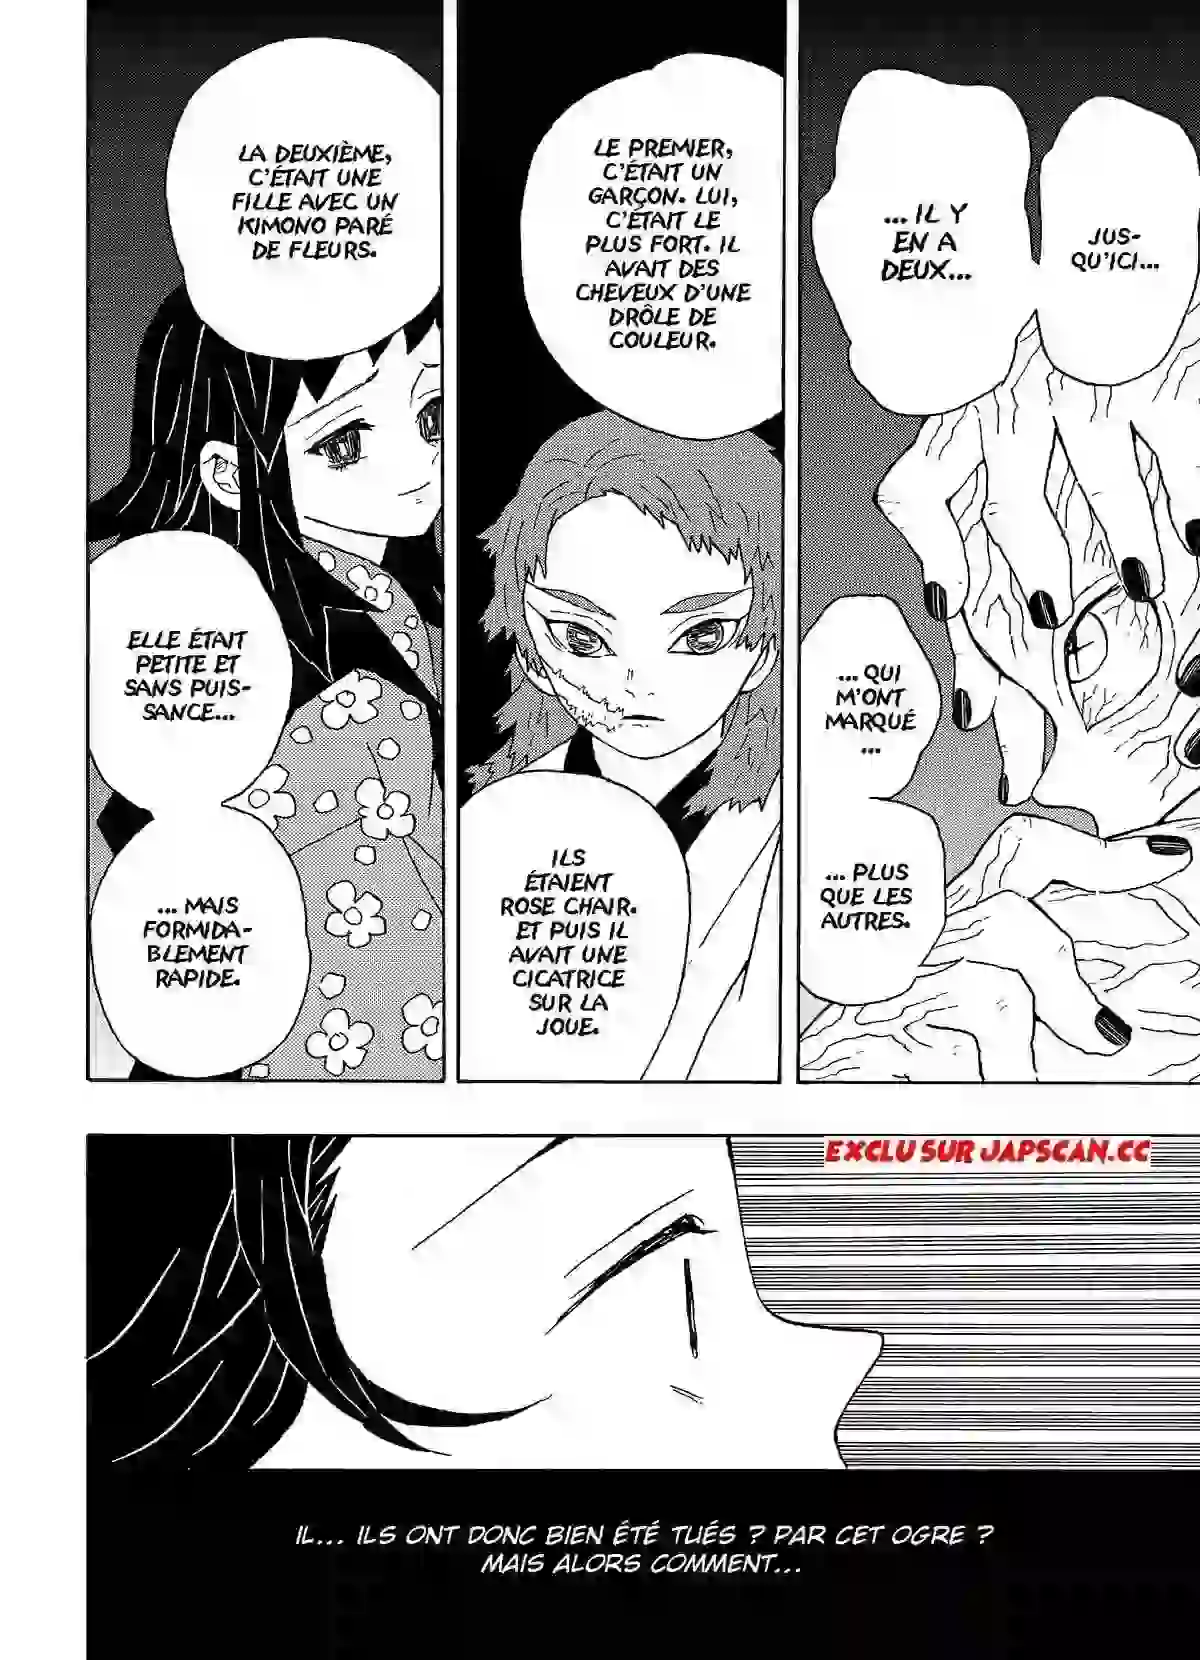 JUS-
QU'ICI...
... IL Y
EN A
DEUX...
... QUI
M'ONT
MARQUÉ
...
... PLUS
QUE LES
AUTRES.
LE PREMIER,
C'ÉTAIT UN
GARÇON. LUI,
C'ÉTAIT LE
PLUS FORT. IL
AVAIT DES
CHEVEUX D'UNE
DRÔLE DE
COULEUR.
ILS
ÉTAIENT
ROSE CHAIR.
ET PUIS IL
AVAIT UNE
CICATRICE
SUR LA
JOUE.
LA DEUXIÈME,
C'ÉTAIT UNE
FILLE AVEC UN
KIMONO PARÉ
DE FLEURS.
ELLE ÉTAIT
PETITE ET
SANS PUIS-
SANCE...
... MAIS
FORMIDA-
BLEMENT
RAPIDE.
EXCLU SUR JAPSCAN.CC
IL... ILS ONT DONC BIEN ÉTÉ TUÉS ? PAR CET OGRE ?
MAIS ALORS COMMENT...